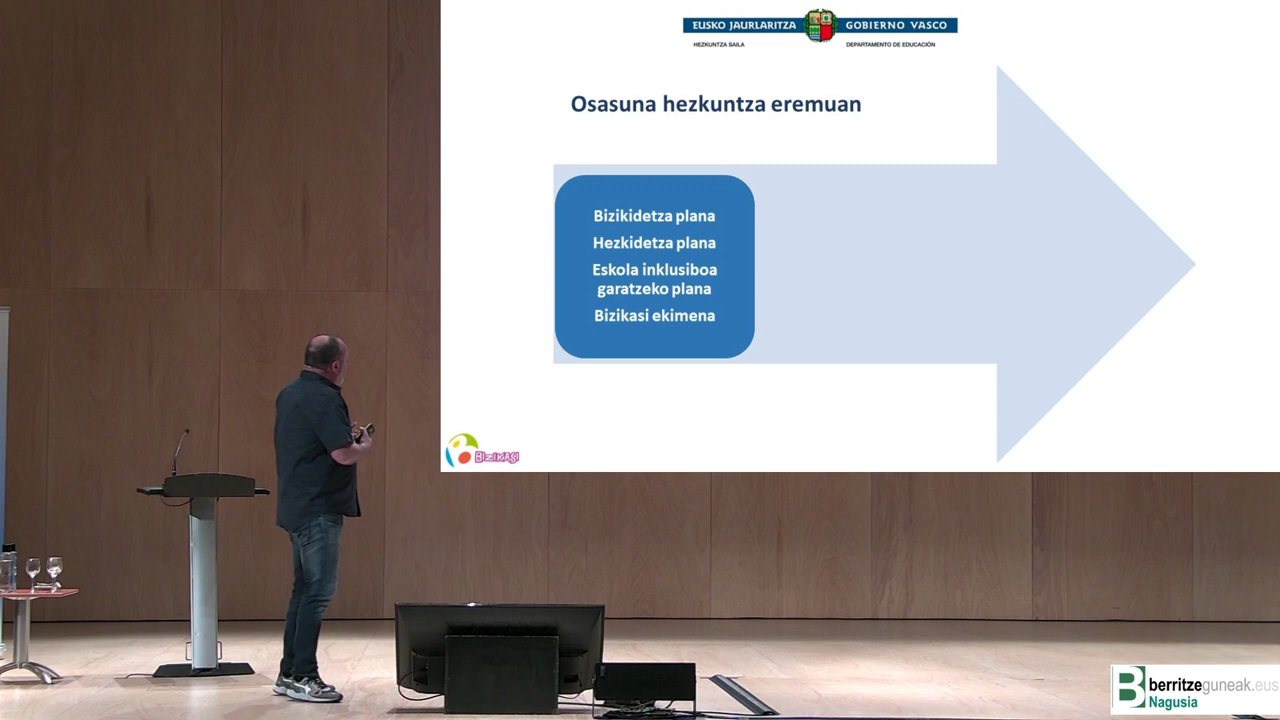 EUSKO JAURLARITZA
GOBIERNO VASCO
HEZKUNTZA SAILA
DEPARTAMENTO DE EDUCACIÓN
Osasuna hezkuntza eremuan
Bizikidetza plana
Hezkidetza plana
Eskola inklusiboa
garatzeko plana
Bizikasi ekimena
BIZIKASI
berritzeguneak.eus
Nagusia